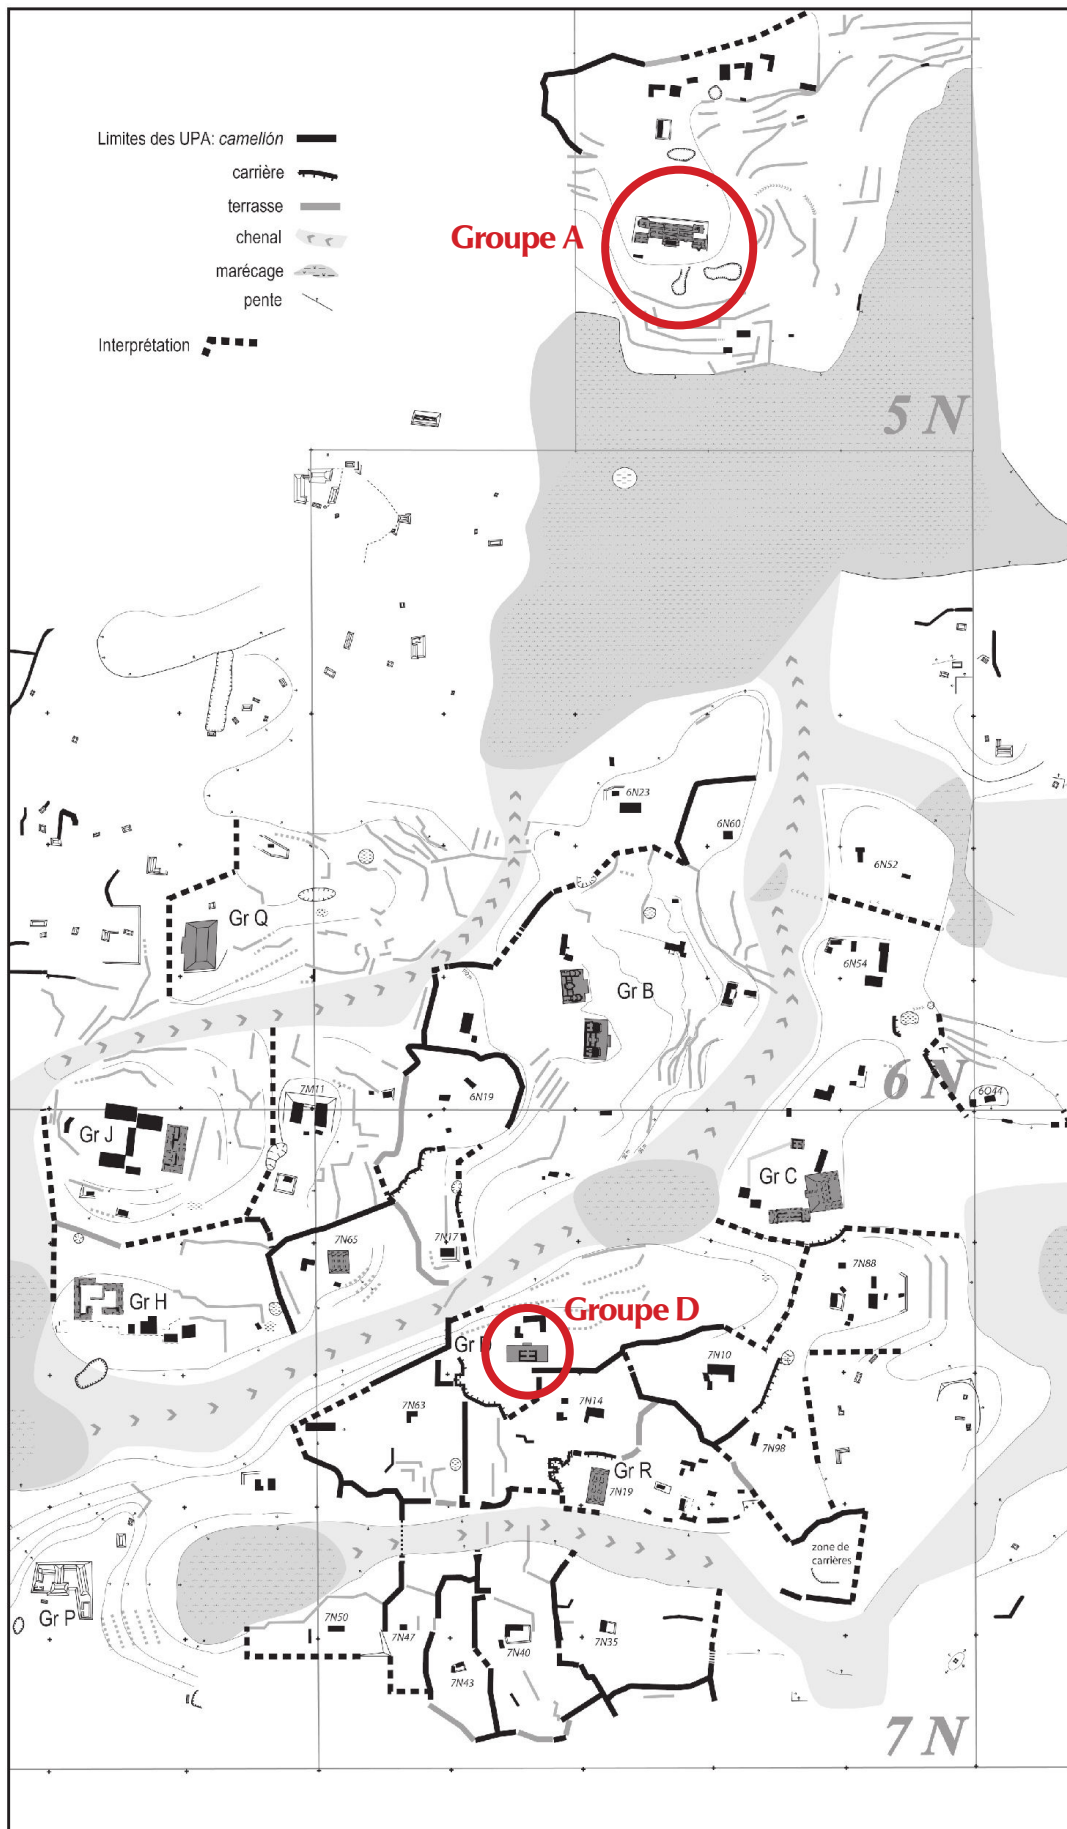 Limites des UPA: camellón
carrière
terrasse
chenal
marécage
pente
Interprétation
Groupe A
5 N
6N23
6N60
6N52
Gr Q
6N54
Gr B
6N19
7M11
6 N
6O44
Gr J
Gr C
7N17
7N65
7N88
Gr H
Groupe D
Gr D
7N10
7N63
7N14
7N98
Gr R
7N19
zone de
carrières
Gr P
7N50
7N47
7N40
7N35
7N43
7 N